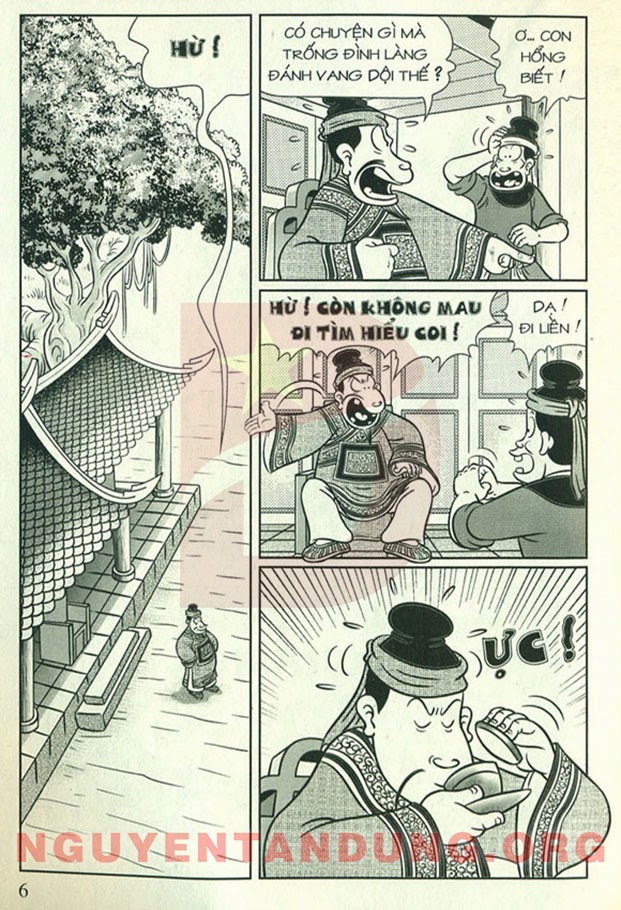 HỪ !
CÓ CHUYỆN GÌ MÀ
TRỐNG ĐÌNH LÀNG
ĐÁNH VANG DỘI THẾ ?
Ơ... CON
HỔNG
BIẾT !
HỪ ! CÒN KHÔNG MAU
ĐI TÌM HIỂU COI !
DẠ !
ĐI LIỀN !
ỰC !
NGUYENTANDUNG.ORG
6